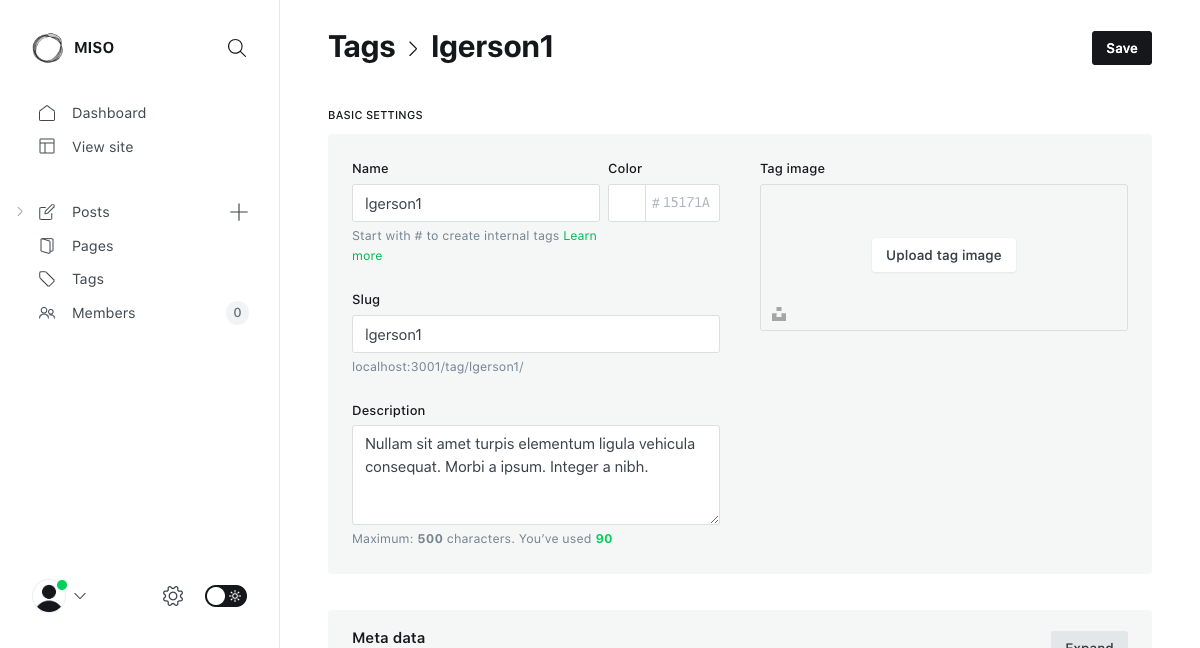 MISO
Dashboard
View site
Posts
Pages
Tags
Members
0
Tags › lgerson1
Save
BASIC SETTINGS
Name
lgerson1
Start with # to create internal tags Learn
more
Color
# 15171A
Slug
lgerson1
localhost:3001/tag/lgerson1/
Description
Nullam sit amet turpis elementum ligula vehicula
consequat. Morbi a ipsum. Integer a nibh.
Maximum: 500 characters. You've used 90
Tag image
Upload tag image
Meta data
Expand